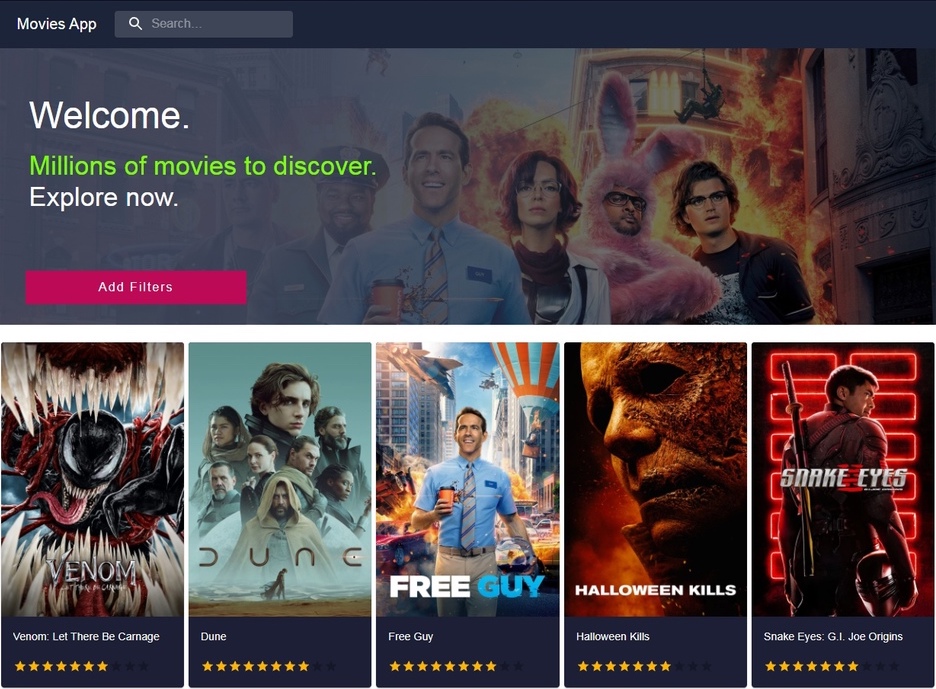 Movies App
Search...
Welcome.
Millions of movies to discover.
Explore now.
Add Filters
VENOM
LET THERE BE CARNAGE
DUNE
FREE GUY
HALLOWEEN KILLS
SNAKE EYES
Venom: Let There Be Carnage
Dune
Free Guy
Halloween Kills
Snake Eyes: G.I. Joe Origins